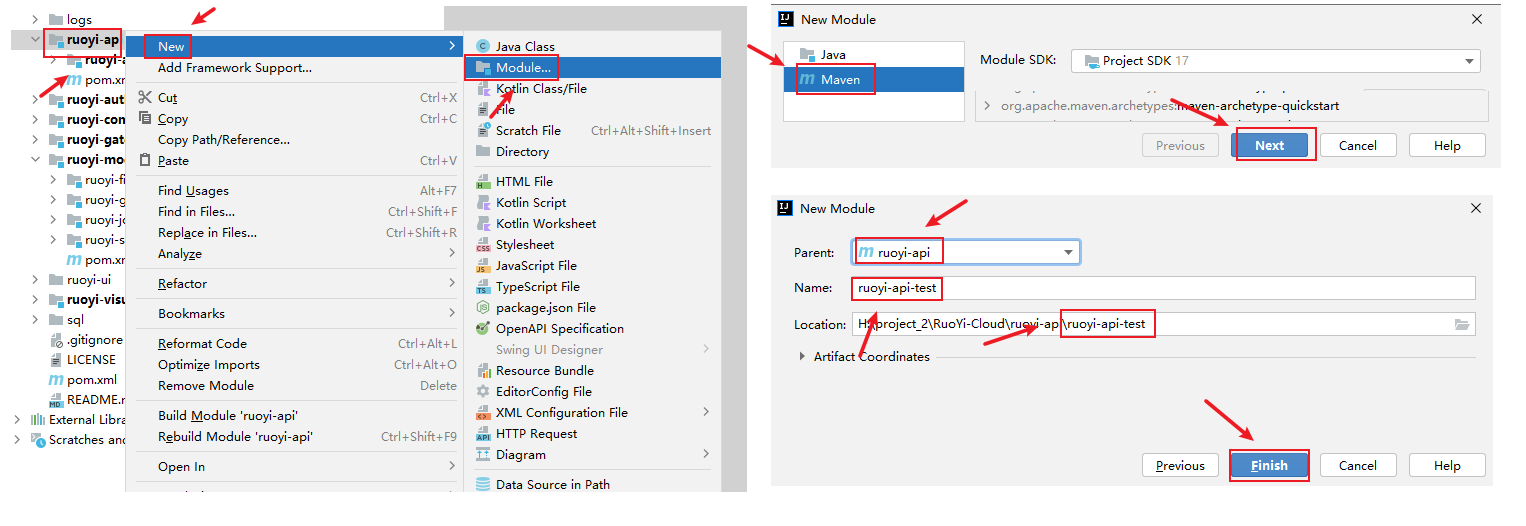 logs
ruoyi-ap
ruoyi-a
pom.xm
ruoyi-aut
ruoyi-con
ruoyi-gat
ruoyi-mo
ruoyi-fi
ruoyi-g
ruoyi-jo
ruoyi-s
pom.xm
ruoyi-ui
ruoyi-visu
sql
.gitignore
LICENSE
pom.xml
README.r
External Libra
Scratches and
New
Add Framework Support...
Cut Ctrl+X
Copy Ctrl+C
Copy Path/Reference...
Paste Ctrl+V
Find Usages Alt+F7
Find in Files... Ctrl+Shift+F
Replace in Files... Ctrl+Shift+R
Analyze
Refactor
Bookmarks
Reformat Code Ctrl+Alt+L
Optimize Imports Ctrl+Alt+O
Remove Module Delete
Build Module 'ruoyi-api'
Rebuild Module 'ruoyi-api' Ctrl+Shift+F9
Open In
Java Class
Module...
Kotlin Class/File
File
Scratch File Ctrl+Alt+Shift+Insert
Directory
HTML File
Kotlin Script
Kotlin Worksheet
Stylesheet
JavaScript File
TypeScript File
package.json File
OpenAPI Specification
Swing UI Designer
Resource Bundle
EditorConfig File
XML Configuration File
HTTP Request
Diagram
Data Source in Path
New Module
Java
Maven
Module SDK: Project SDK 17
org.apache.maven.archetypes:maven-archetype-quickstart
Previous Next Cancel Help
New Module
Parent: ruoyi-api
Name: ruoyi-api-test
Location: H:\project_2\RuoYi-Cloud\ruoyi-api\ruoyi-api-test
Artifact Coordinates
Previous Finish Cancel Help